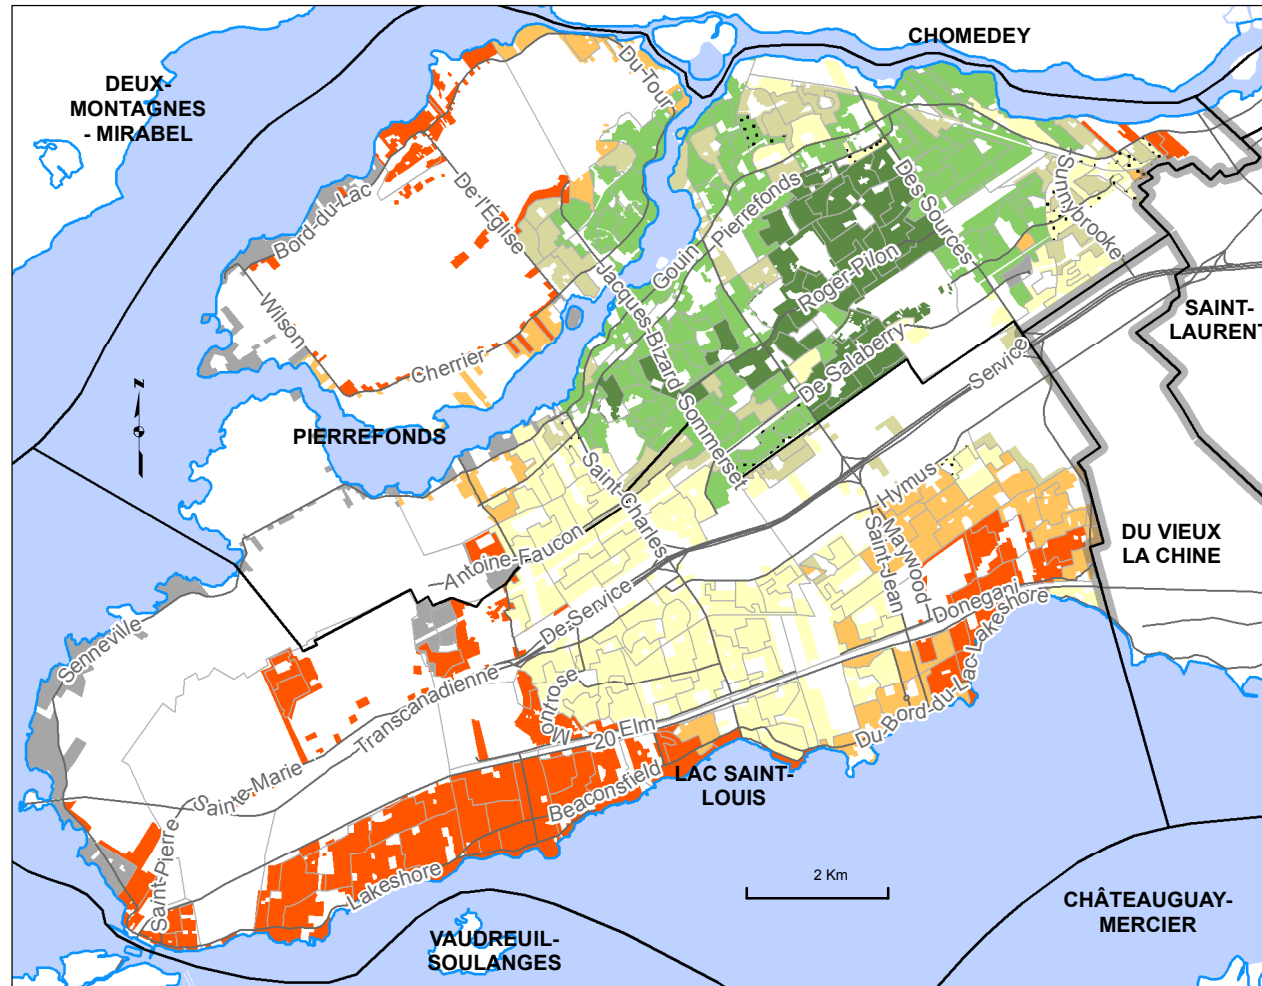 CHOMEDEY
DEUX-
MONTAGNES
- MIRABEL
Du-Tour
Bord-du-Lac
De-l'Église
Wilson
Cherrier
Jacques-Bizard
Gouin
Pierrefonds
Des Sources
Sunnybrooke
Roger-Pilon
De-Salaberry
Service
SAINT-
LAURENT
PIERREFONDS
Sommerset
Saint-Charles
Antoine-Faucon
Hymus
Maywood
Saint-Jean
DU VIEUX
LA CHINE
Donegani
Du-Bord-du-Lac-Lakeshore
De-Service
Senneville
Transcanadienne
Montrose
20 Elm
Sainte-Marie
Beaconsfield
LAC SAINT-
LOUIS
Saint-Pierre
Lakeshore
2 Km
N
VAUDREUIL-
SOULANGES
CHÂTEAUGUAY-
MERCIER